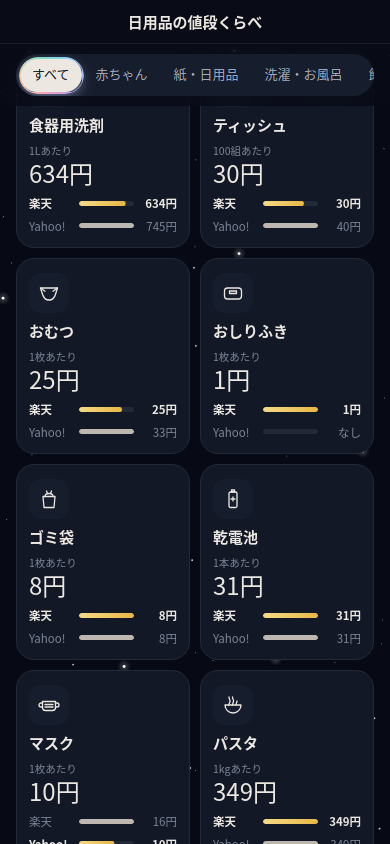 日用品の値段くらべ
すべて 赤ちゃん 紙・日用品 洗濯・お風呂
食器用洗剤
1Lあたり
634円
楽天 634円
Yahoo! 745円
ティッシュ
100組あたり
30円
楽天 30円
Yahoo! 40円
おむつ
1枚あたり
25円
楽天 25円
Yahoo! 33円
おしりふき
1枚あたり
1円
楽天 1円
Yahoo! なし
ゴミ袋
1枚あたり
8円
楽天 8円
Yahoo! 8円
乾電池
1本あたり
31円
楽天 31円
Yahoo! 31円
マスク
1枚あたり
10円
楽天 16円
Yahoo! 10円
パスタ
1kgあたり
349円
楽天 349円
Yahoo! 349円